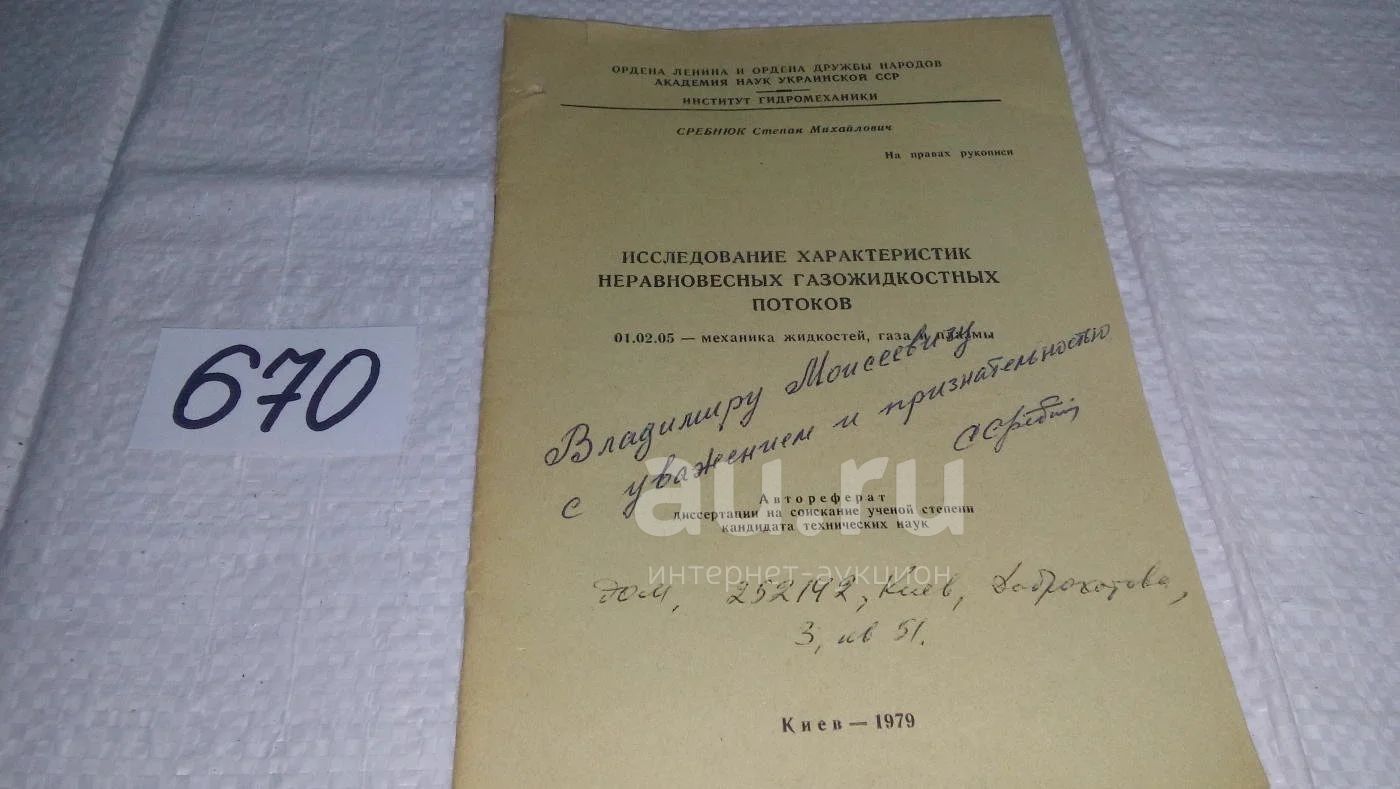 ОРДЕНА ЛЕНИНА И ОРДЕНА ДРУЖБЫ НАРОДОВ
АКАДЕМИЯ НАУК УКРАИНСКОЙ ССР
ИНСТИТУТ ГИДРОМЕХАНИКИ
СРЕБНЮК Степан Михайлович
На правах рукописи
ИССЛЕДОВАНИЕ ХАРАКТЕРИСТИК
НЕРАВНОВЕСНЫХ ГАЗОЖИДКОСТНЫХ
ПОТОКОВ
01.02.05 — механика жидкостей, газа и плазмы
670
Владимиру Моисеевичу
с уважением и признательностью
Автореферат
диссертации на соискание ученой степени
кандидата технических наук
au.ru
интернет-аукцион
252142, Киев, Доброхотова,
3, кв 51.
Киев — 1979